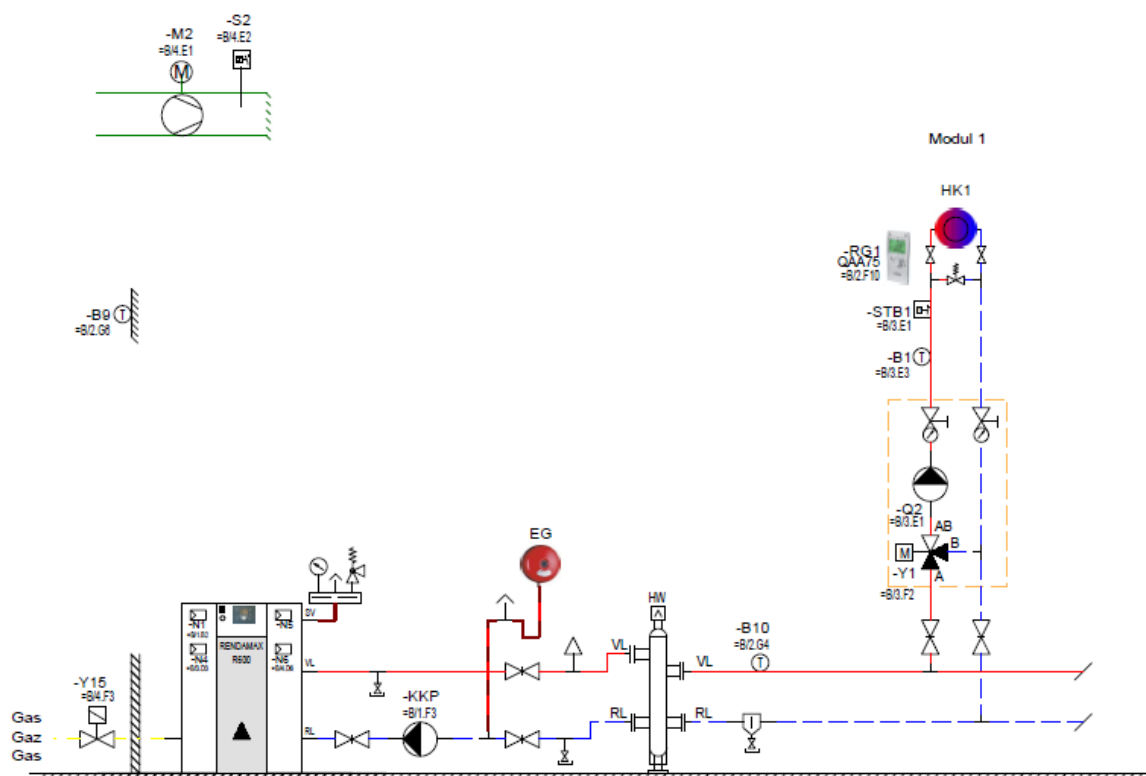 -S2
=B/4.E2
-M2
=B/4.E1
M
Modul 1
HK1
-RG1
QAA75
=B/2.F10
-B9
T
=B/2.G6
-STB1
=B/3.E1
-B1
T
=B/3.E3
-Q2
=B/3.E1
AB
B
M
-Y1
A
=B/3.F2
EG
HW
-N1
-N5
SV
RENDAMAX
R600
-N4
-N6
VL
VL
VL
-B10
=B/2.G4
T
-Y15
=B/4.F3
-KKP
=B/1.F3
RL
RL
RL
Gas
Gaz
Gas